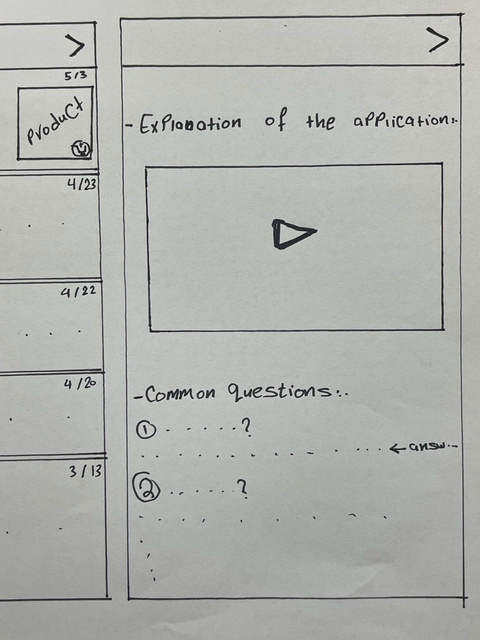 >
5/3
product
4/23
4/22
4/20
3/13
>
- Explanation of the application:.
- Common questions:.
① ......?
← answ...
② ......?